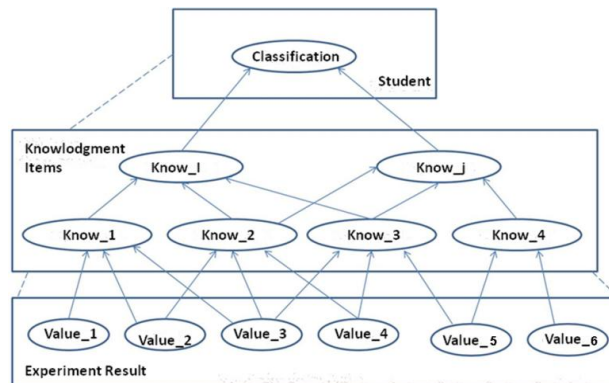 Classification
Student
Knowlodgment
Items
Know_I
Know_j
Know_1
Know_2
Know_3
Know_4
Value_1
Value_2
Value_3
Value_4
Value_5
Value_6
Experiment Result